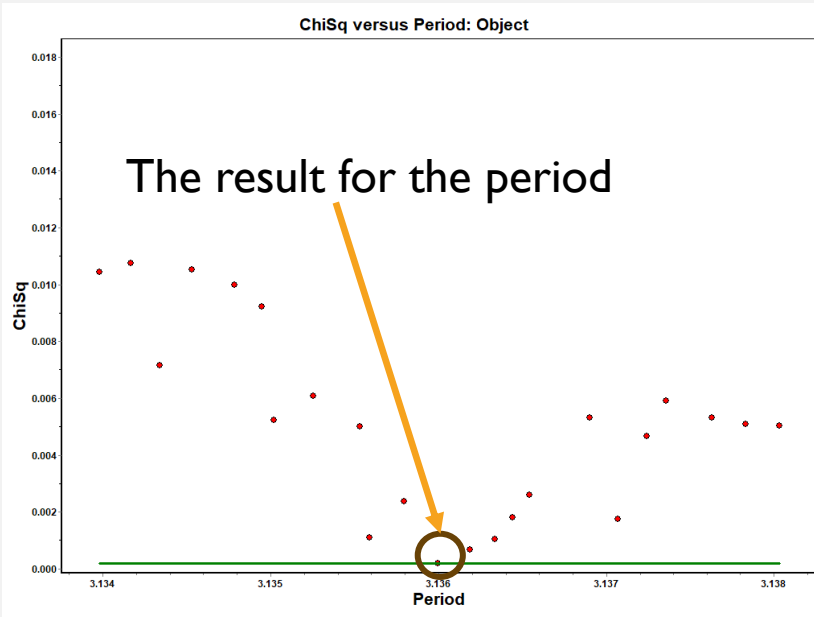 ChiSq versus Period: Object
0.018
0.016
The result for the period
0.014
0.012
0.010
ChiSq
0.008
0.006
0.004
0.002
0.000
3.134 3.135 3.136 3.137 3.138
Period